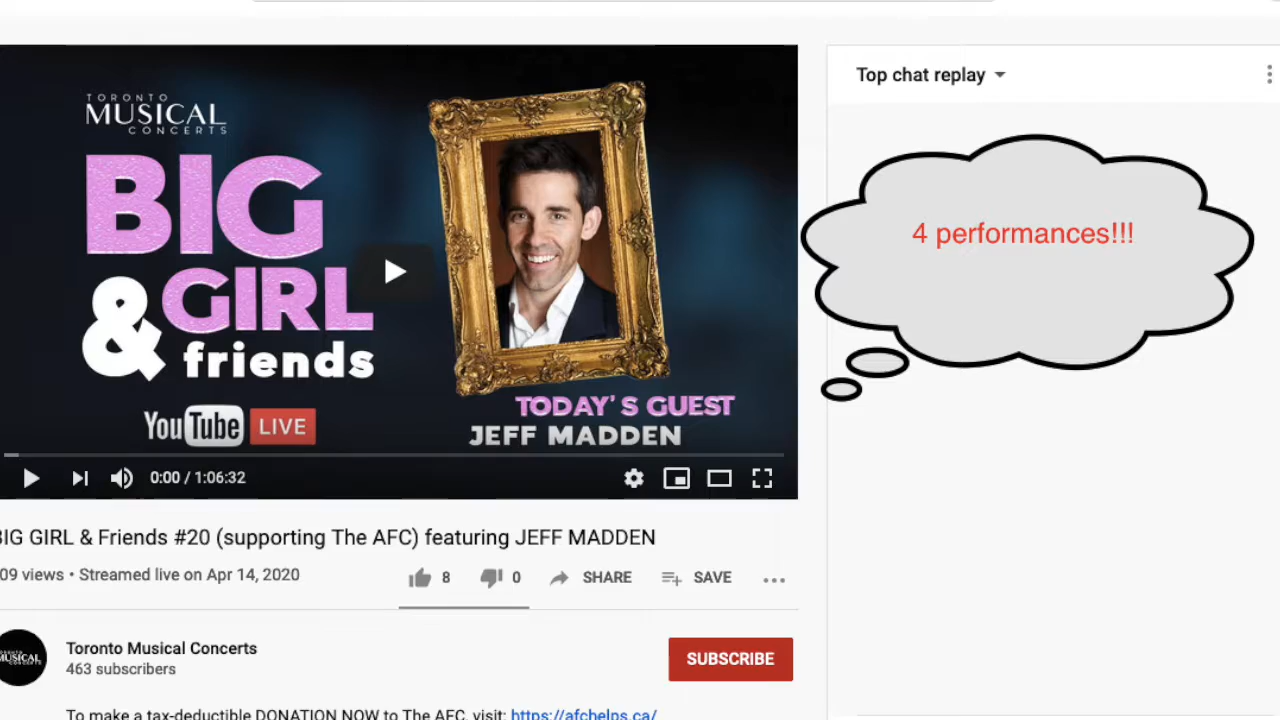 Top chat replay
TORONTO
MUSICAL
CONCERTS
BIG
& GIRL
friends
YouTube LIVE
TODAY'S GUEST
JEFF MADDEN
4 performances!!!
0:00 / 1:06:32
BIG GIRL & Friends #20 (supporting The AFC) featuring JEFF MADDEN
09 views • Streamed live on Apr 14, 2020
8
0
SHARE
SAVE
MUSICAL
Toronto Musical Concerts
463 subscribers
SUBSCRIBE
To make a tax-deductible DONATION NOW to The AFC, visit: https://afchelps.ca/